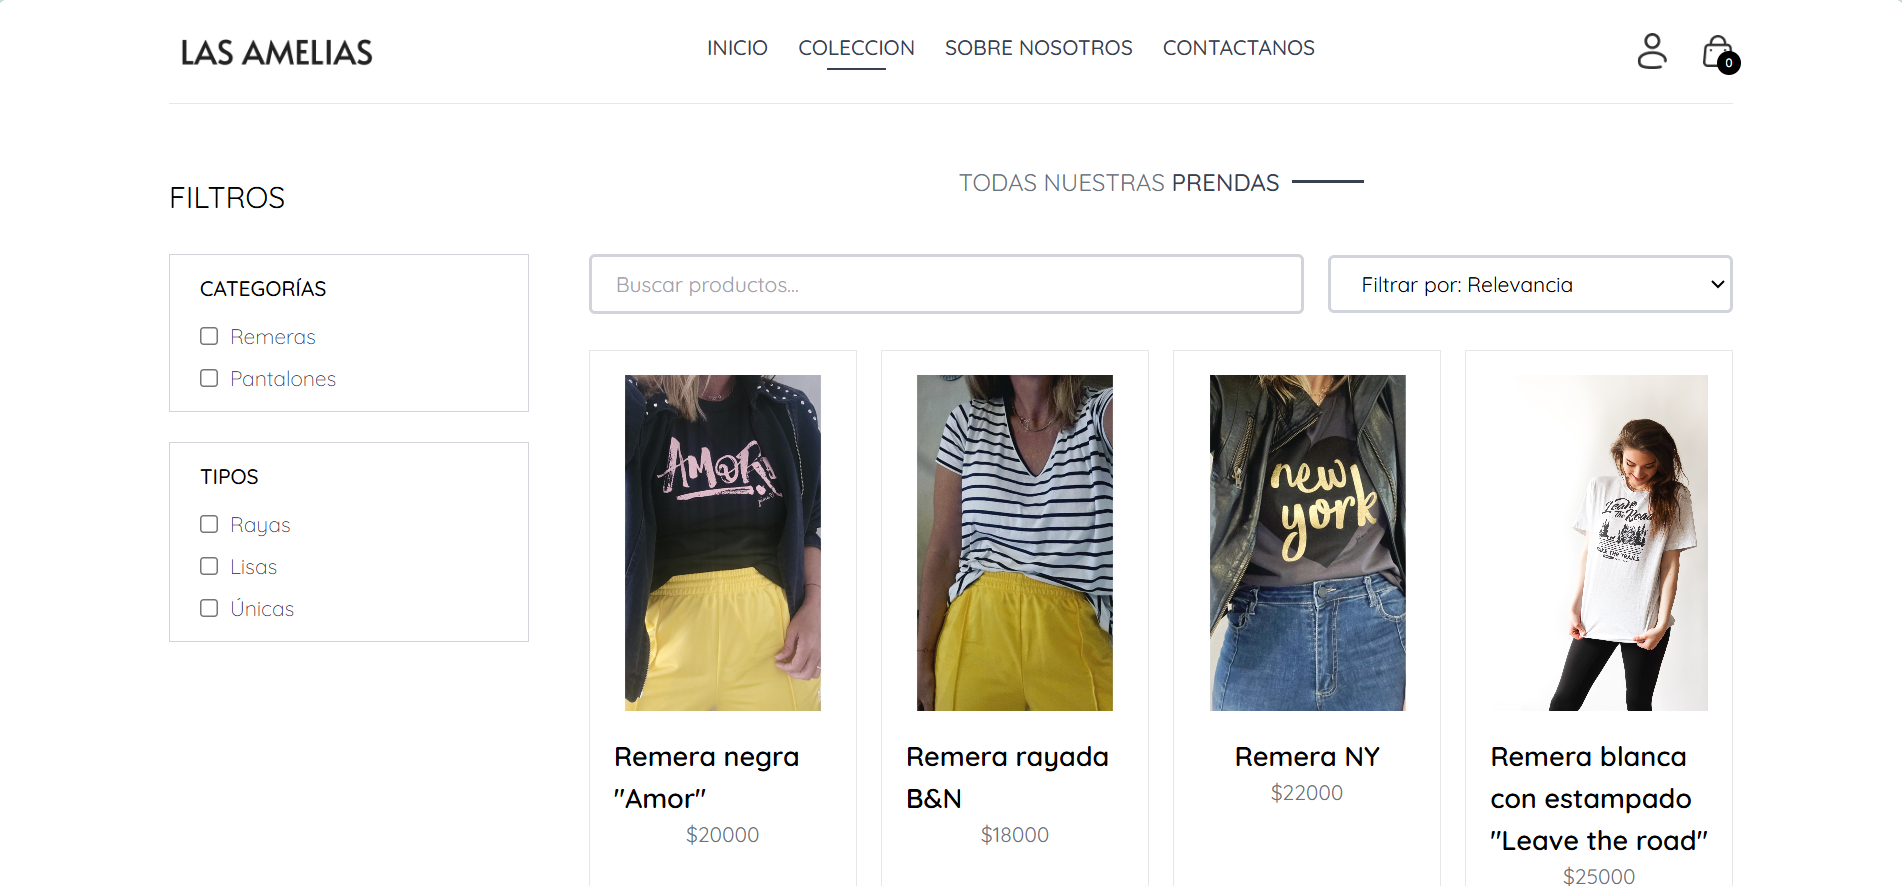 LAS AMELIAS
INICIO
COLECCION
SOBRE NOSOTROS
CONTACTANOS
0
FILTROS
CATEGORÍAS
Remeras
Pantalones
TIPOS
Rayas
Lisas
Únicas
TODAS NUESTRAS PRENDAS
Buscar productos...
Filtrar por: Relevancia
AMOR!
Remera negra
"Amor"
$20000
Remera rayada
B&N
$18000
new
york
Remera NY
$22000
Leave
the Road
Remera blanca
con estampado
"Leave the road"
$25000